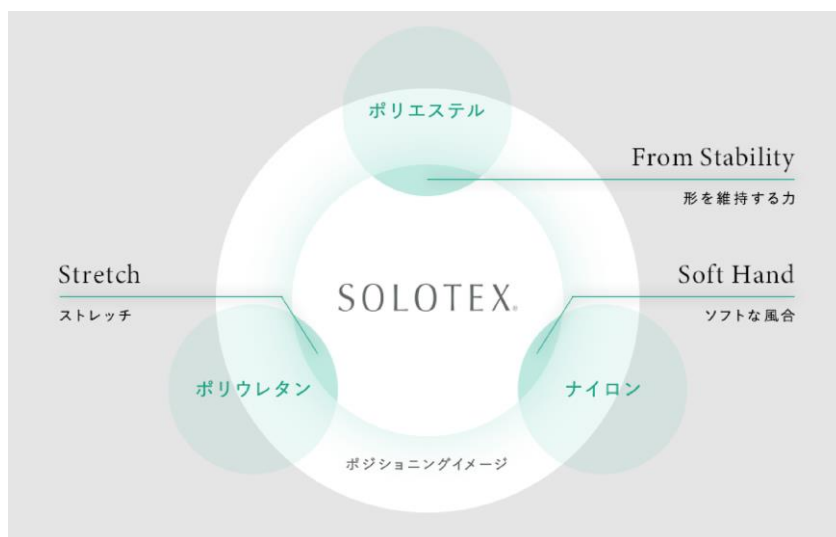 ポリエステル
From Stability
形を維持する力
Stretch
ストレッチ
Soft Hand
ソフトな風合
SOLOTEX®
ポリウレタン
ナイロン
ポジショニングイメージ